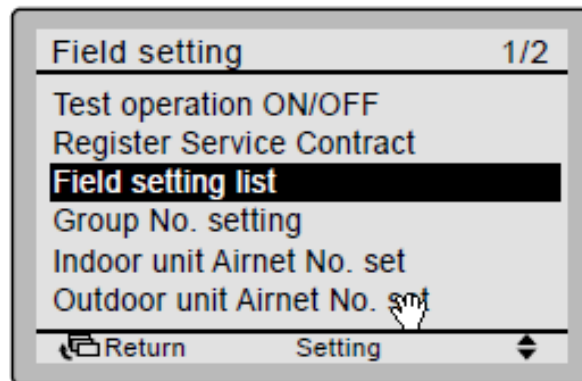 Field setting 1/2
Test operation ON/OFF
Register Service Contract
Field setting list
Group No. setting
Indoor unit Airnet No. set
Outdoor unit Airnet No. set
Return Setting